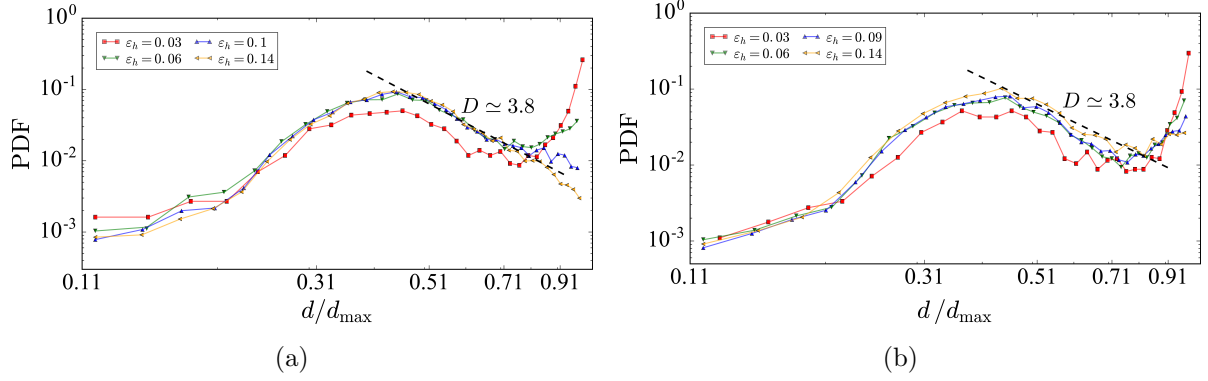 10^0
10^-1
10^-2
10^-3
PDF
ε_h = 0.03
ε_h = 0.06
ε_h = 0.1
ε_h = 0.14
D ≃ 3.8
0.11
0.31
0.51
0.71
0.91
d/d_max
(a)
10^0
10^-1
10^-2
10^-3
PDF
ε_h = 0.03
ε_h = 0.06
ε_h = 0.09
ε_h = 0.14
D ≃ 3.8
0.11
0.31
0.51
0.71
0.91
d/d_max
(b)